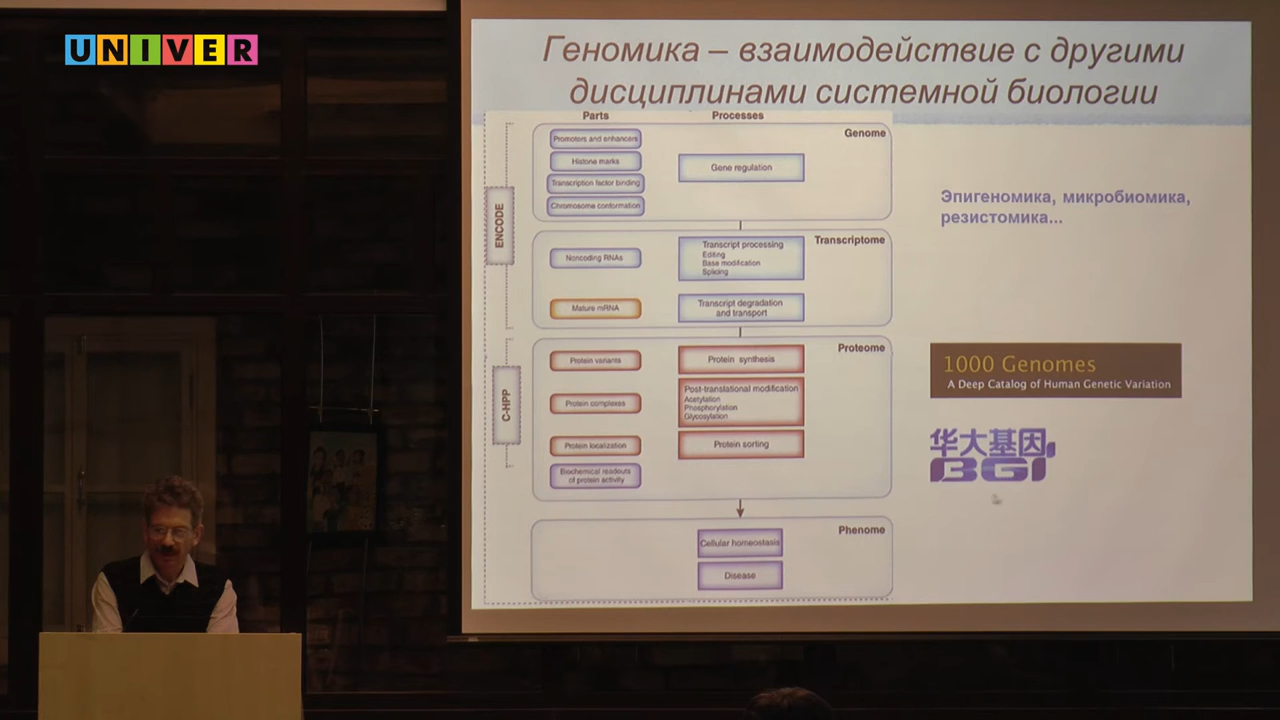 UNIVER
Геномика – взаимодействие с другими
дисциплинами системной биологии
Parts
Processes
Genome
Promoters and enhancers
Histone marks
Transcription factor binding
Chromosome conformation
Gene regulation
ENCODE
Transcriptome
Noncoding RNAs
Mature mRNA
Transcript processing
Editing
Base modification
Splicing
Transcript degradation
and transport
Proteome
C-HPP
Protein variants
Protein complexes
Protein localization
Biochemical readouts
of protein activity
Protein synthesis
Post-translational modification
Acetylation
Phosphorylation
Glycosylation
Protein sorting
Phenome
Cellular homeostasis
Disease
Эпигеномика, микробиомика,
резистомика...
1000 Genomes
A Deep Catalog of Human Genetic Variation
华大基因
BGI